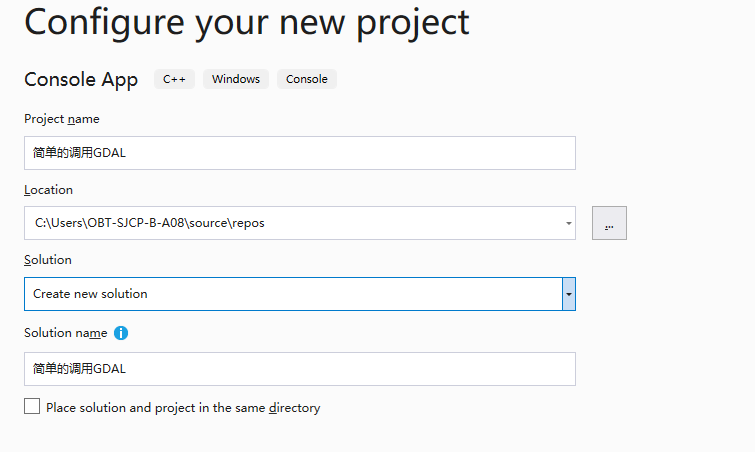 Configure your new project
Console App C++ Windows Console
Project name
简单的调用GDAL
Location
C:\Users\OBT-SJCP-B-A08\source\repos
...
Solution
Create new solution
Solution name
简单的调用GDAL
Place solution and project in the same directory